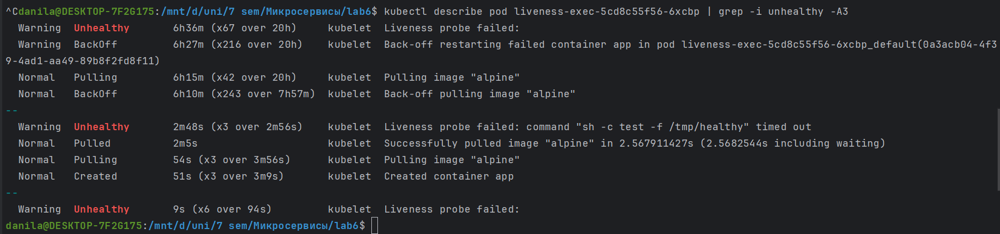 ^Cdanila@DESKTOP-7F2G175:/mnt/d/uni/7 sem/Микросервисы/lab6$ kubectl describe pod liveness-exec-5cd8c55f56-6xcbp | grep -i unhealthy -A3
  Warning  Unhealthy       6h36m (x67 over 20h)     kubelet  Liveness probe failed:
  Warning  BackOff         6h27m (x216 over 20h)    kubelet  Back-off restarting failed container app in pod liveness-exec-5cd8c55f56-6xcbp_default(0a3acb04-4f3
9-4ad1-aa49-89b8f2fd8f11)
  Normal   Pulling         6h15m (x42 over 20h)     kubelet  Pulling image "alpine"
  Normal   BackOff         6h10m (x243 over 7h57m)  kubelet  Back-off pulling image "alpine"
--
  Warning  Unhealthy       2m48s (x3 over 2m56s)    kubelet  Liveness probe failed: command "sh -c test -f /tmp/healthy" timed out
  Normal   Pulled          2m5s                     kubelet  Successfully pulled image "alpine" in 2.567911427s (2.5682544s including waiting)
  Normal   Pulling         54s (x3 over 3m56s)      kubelet  Pulling image "alpine"
  Normal   Created         51s (x3 over 3m9s)       kubelet  Created container app
--
  Warning  Unhealthy       9s (x6 over 94s)         kubelet  Liveness probe failed:
danila@DESKTOP-7F2G175:/mnt/d/uni/7 sem/Микросервисы/lab6$